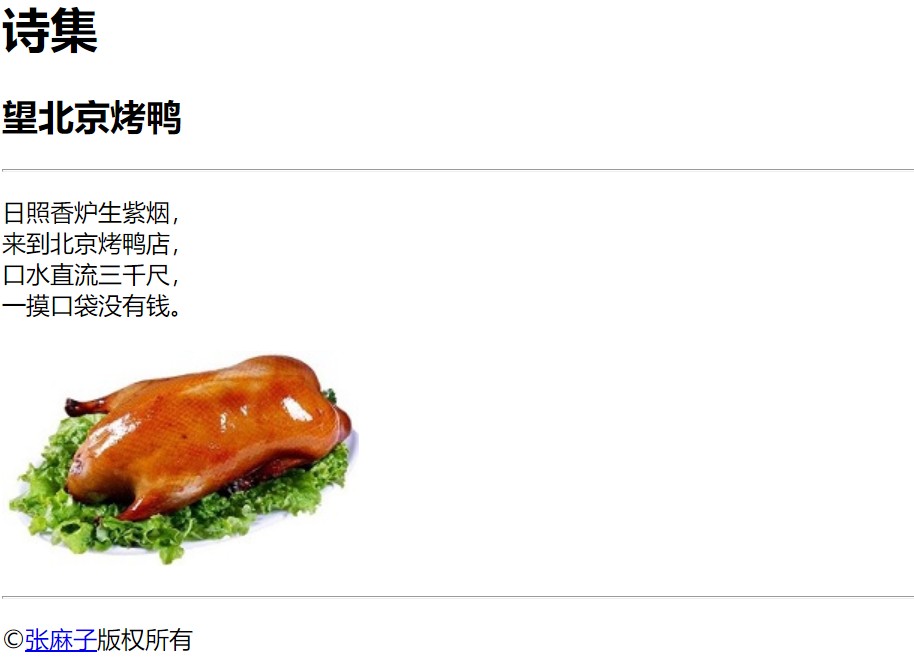 诗集
望北京烤鸭
日照香炉生紫烟，
来到北京烤鸭店，
口水直流三千尺，
一摸口袋没有钱。
©张麻子版权所有